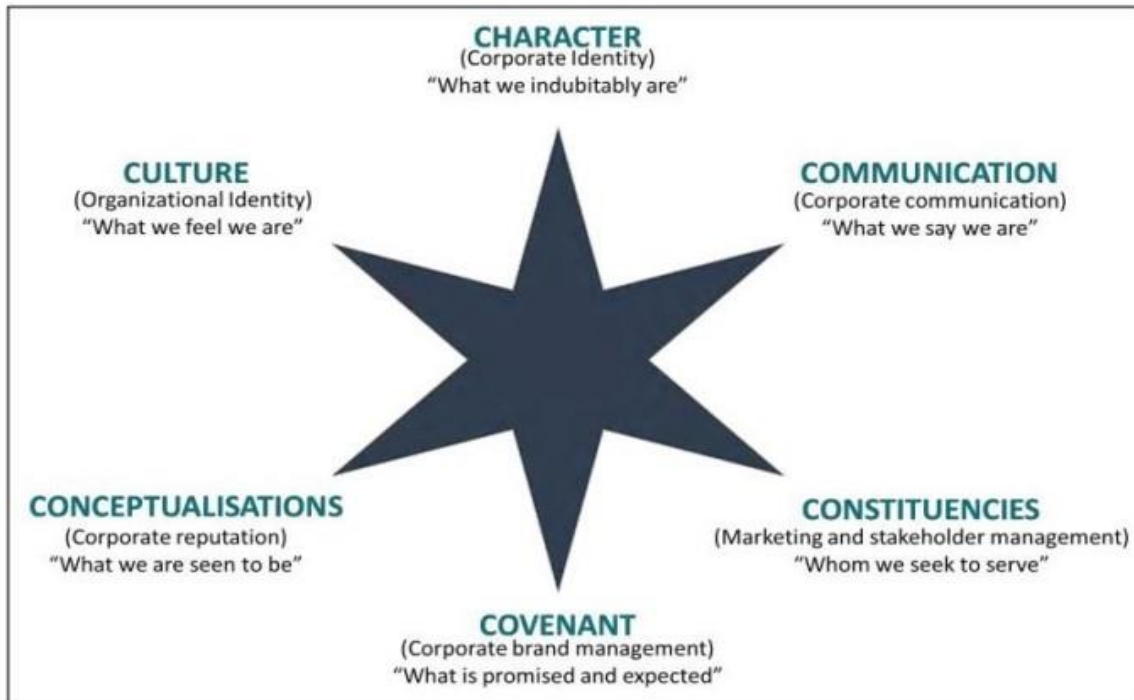 CHARACTER
(Corporate Identity)
“What we indubitably are”
CULTURE
(Organizational Identity)
“What we feel we are”
COMMUNICATION
(Corporate communication)
“What we say we are”
CONCEPTUALISATIONS
(Corporate reputation)
“What we are seen to be”
CONSTITUENCIES
(Marketing and stakeholder management)
“Whom we seek to serve”
COVENANT
(Corporate brand management)
“What is promised and expected”